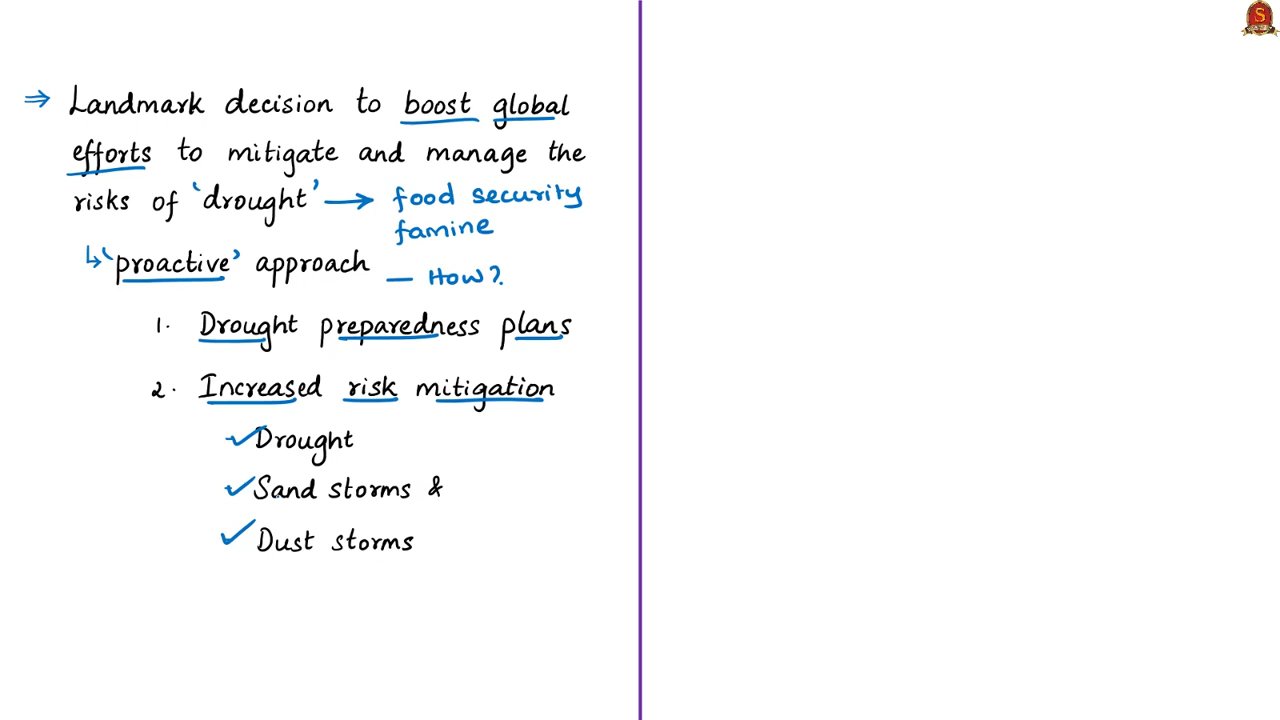 ⇒ Landmark decision to boost global
efforts to mitigate and manage the
risks of 'drought' → food security
famine
↳ 'proactive' approach — How?
1. Drought preparedness plans
2. Increased risk mitigation
✓ Drought
✓ Sand storms &
✓ Dust storms
S